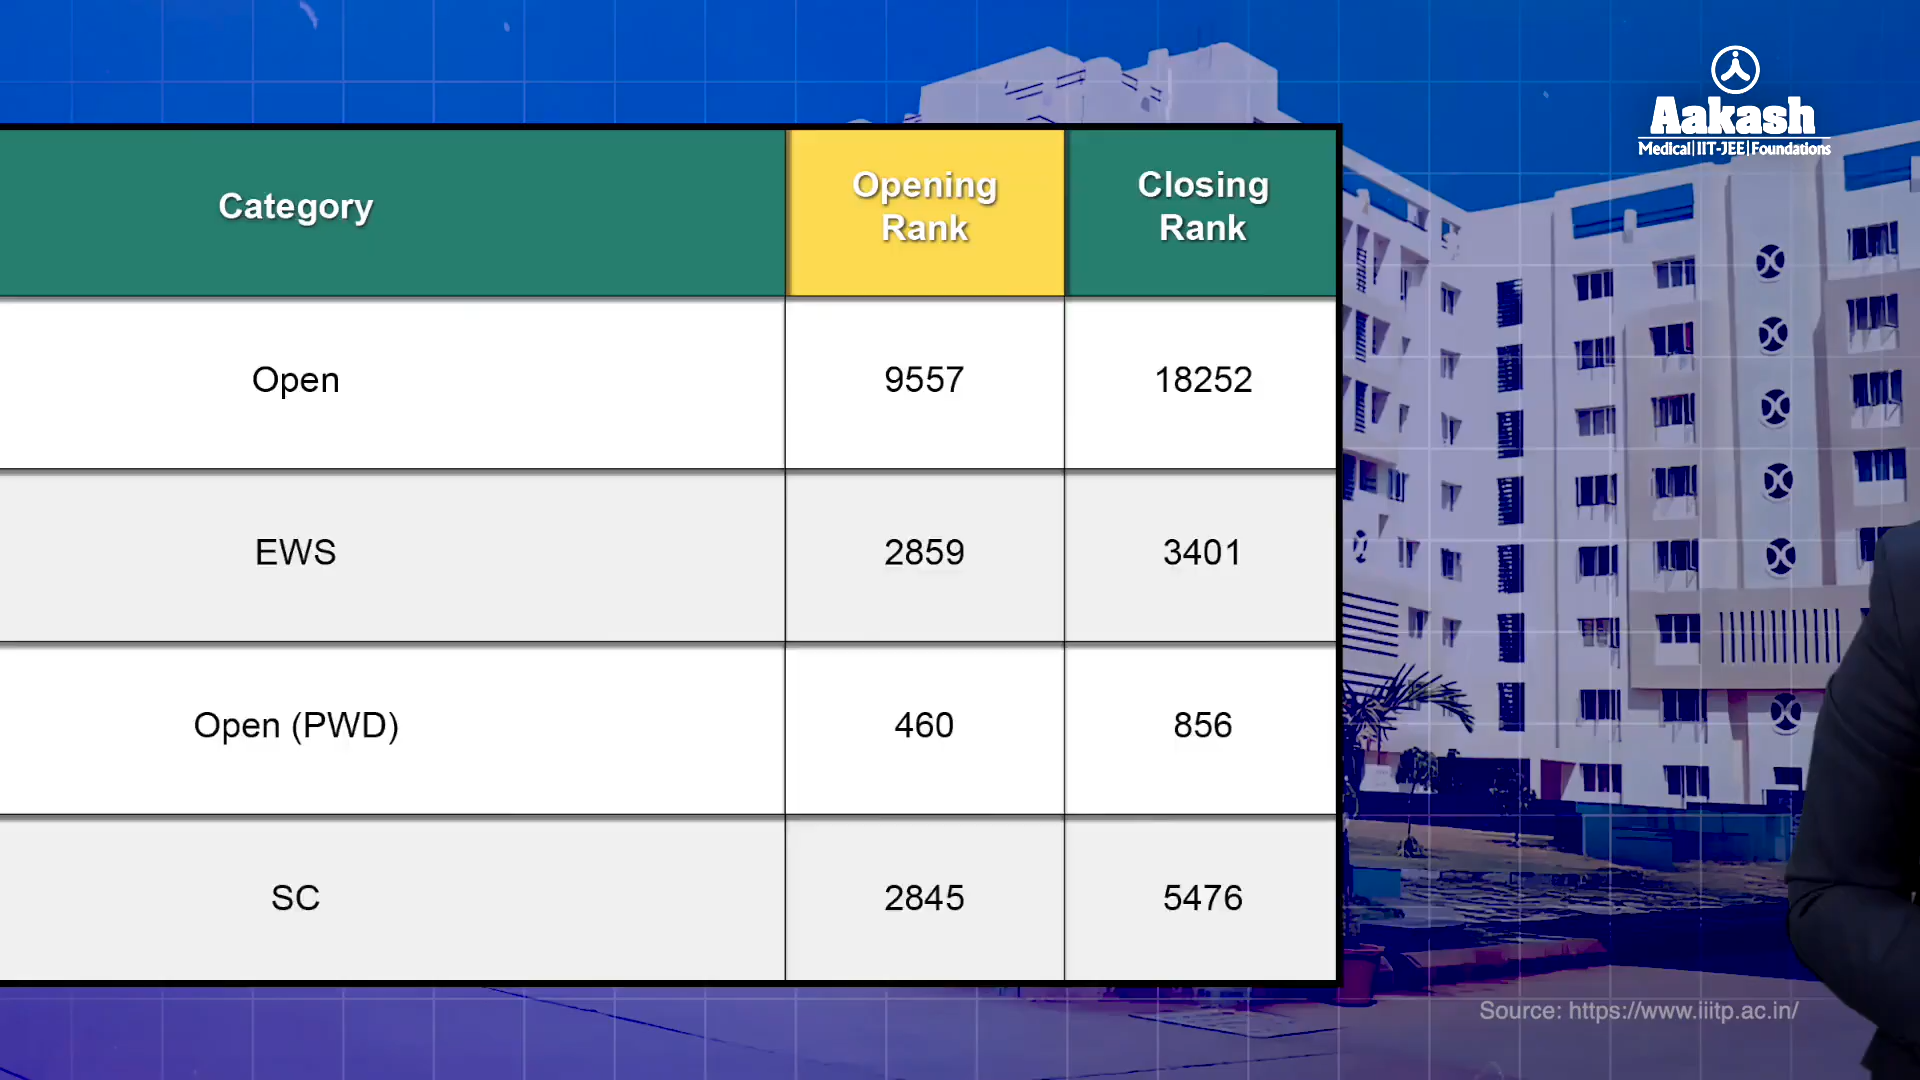 Aakash
Medical|IIT-JEE|Foundations
Category
Opening
Rank
Closing
Rank
Open
9557
18252
EWS
2859
3401
Open (PWD)
460
856
SC
2845
5476
Source: https://www.iiitp.ac.in/